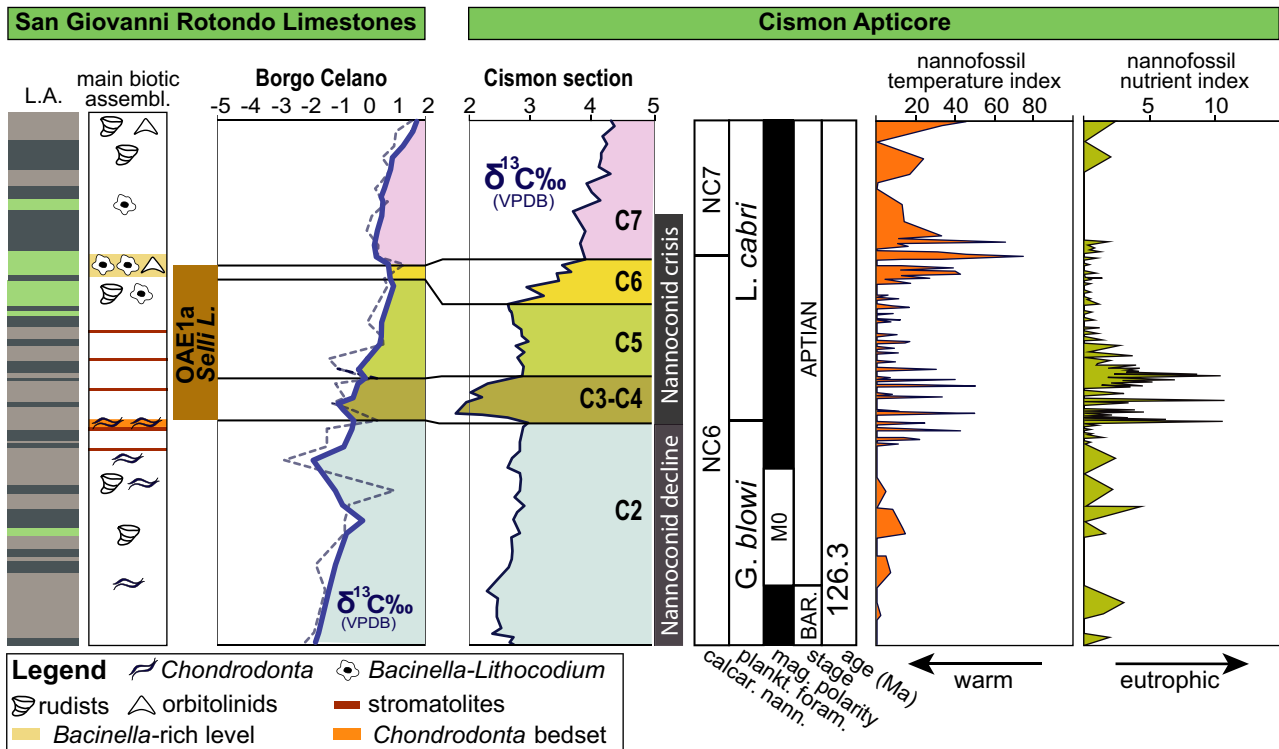 San Giovanni Rotondo Limestones
Cismon Apticore
L.A.
main biotic
assembl.
Borgo Celano
-5 -4 -3 -2 -1 0 1 2
Cismon section
2 3 4 5
nannofossil
temperature index
20 40 60 80
nannofossil
nutrient index
5 10
OAE1a
Selli L.
δ13C‰
(VPDB)
δ13C‰
(VPDB)
C7
C6
C5
C3-C4
C2
Nannoconid crisis
Nannoconid decline
NC7
NC6
L. cabri
G. blowi
M0
APTIAN
BAR.
126.3
calcar. nann.
plankt. foram.
mag. polarity
stage
age (Ma)
warm
eutrophic
Legend
Chondrodonta
Bacinella-Lithocodium
rudists
orbitolinids
stromatolites
Bacinella-rich level
Chondrodonta bedset